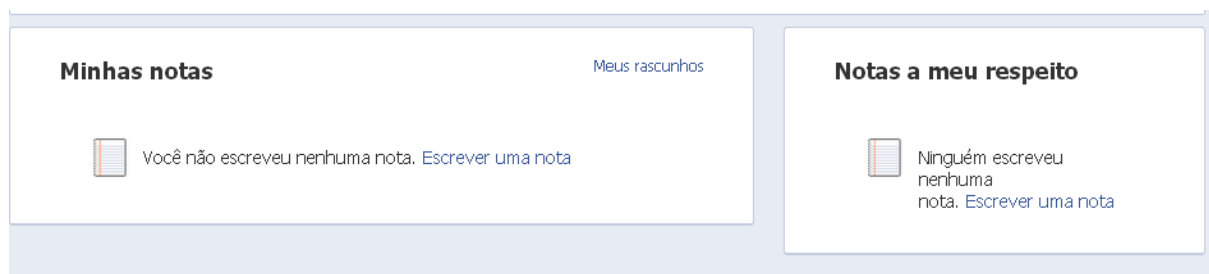 Minhas notas
Meus rascunhos
Você não escreveu nenhuma nota. Escrever uma nota
Notas a meu respeito
Ninguém escreveu
nenhuma
nota. Escrever uma nota